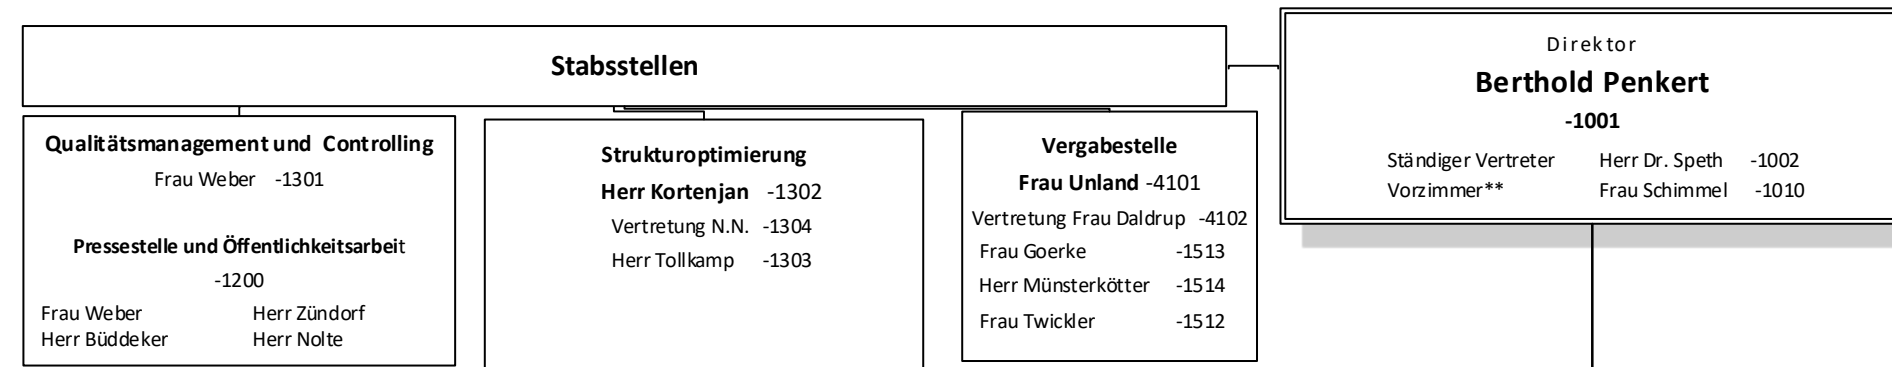 Stabsstellen
Direktor
Berthold Penkert
-1001
Ständiger Vertreter Herr Dr. Speth -1002
Vorzimmer** Frau Schimmel -1010
Qualitätsmanagement und Controlling
Frau Weber -1301
Pressestelle und Öffentlichkeitsarbeit
-1200
Frau Weber Herr Zündorf
Herr Büddeker Herr Nolte
Strukturoptimierung
Herr Kortenjan -1302
Vertretung N.N. -1304
Herr Tollkamp -1303
Vergabestelle
Frau Unland -4101
Vertretung Frau Daldrup -4102
Frau Goerke -1513
Herr Münsterkötter -1514
Frau Twickler -1512